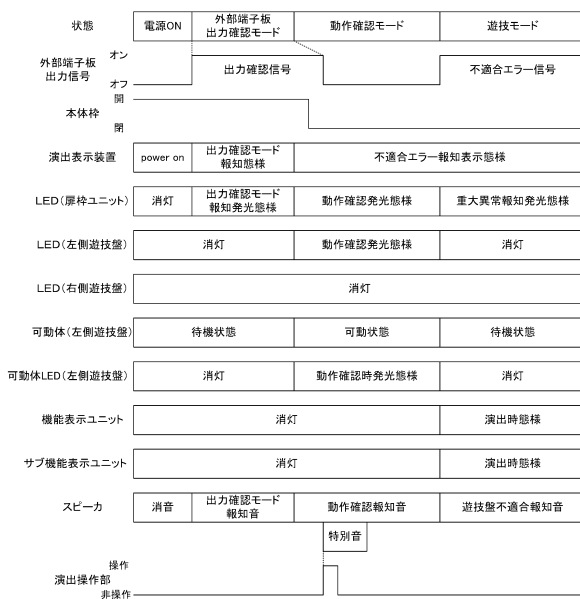 状態 電源ON 外部端子板 動作確認モード 遊技モード
出力確認モード
オン
外部端子板 出力確認信号 不適合エラー信号
出力信号
オフ
開
本体枠
閉
演出表示装置 power on 出力確認モード 不適合エラー報知表示態様
報知態様
LED(扉枠ユニット) 消灯 出力確認モード 動作確認発光態様 重大異常報知発光態様
報知発光態様
LED(左側遊技盤) 消灯 動作確認発光態様 消灯
LED(右側遊技盤) 消灯
可動体(左側遊技盤) 待機状態 可動状態 待機状態
可動体LED(左側遊技盤) 消灯 動作確認時発光態様 消灯
機能表示ユニット 消灯 演出時態様
サブ機能表示ユニット 消灯 演出時態様
スピーカ 消音 出力確認モード 動作確認報知音 遊技盤不適合報知音
報知音
特別音
操作
演出操作部
非操作